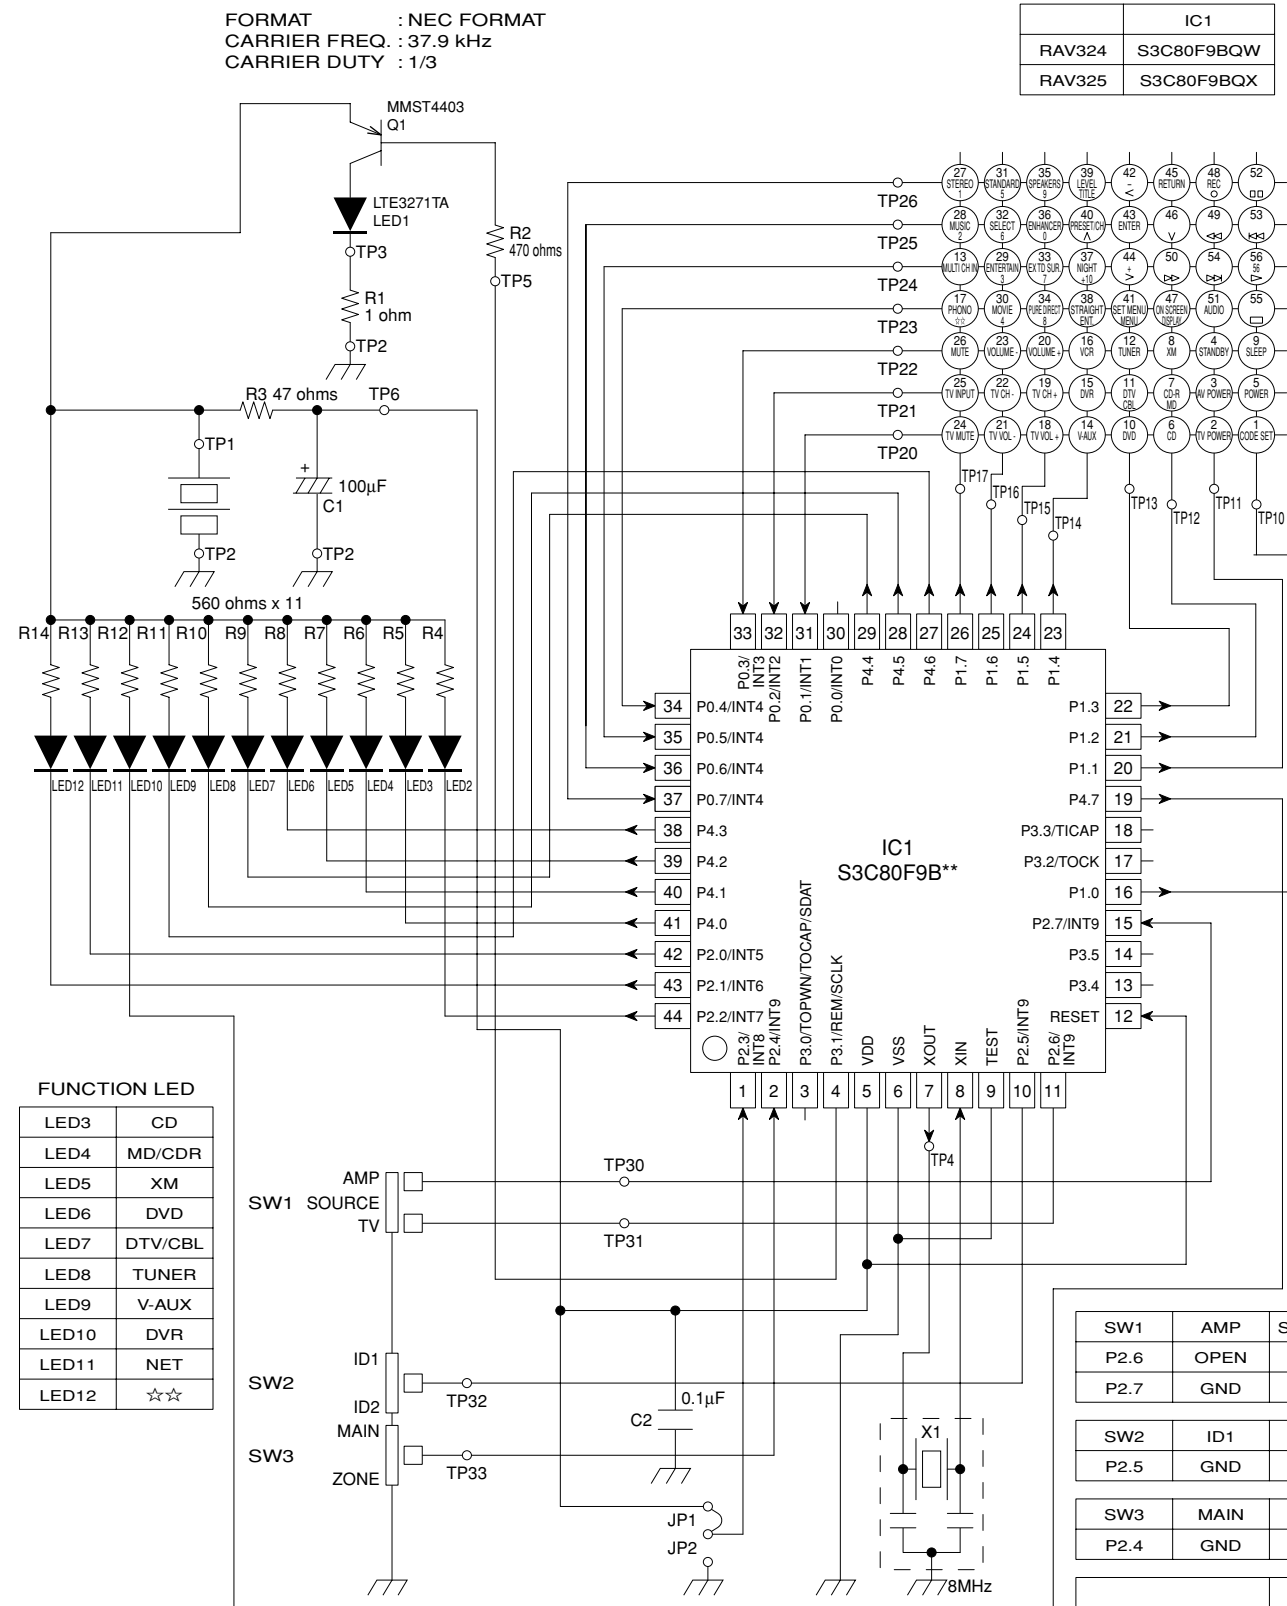 FORMAT : NEC FORMAT
CARRIER FREQ. : 37.9 kHz
CARRIER DUTY : 1/3
IC1
RAV324 S3C80F9BQW
RAV325 S3C80F9BQX
MMST4403
Q1
LTE3271TA
LED1
TP3
R1
1 ohm
TP2
R2
470 ohms
TP5
R3 47 ohms
TP6
TP1
+
100µF
C1
TP2
TP2
560 ohms x 11
R14 R13 R12 R11 R10 R9 R8 R7 R6 R5 R4
LED12 LED11 LED10 LED9 LED8 LED7 LED6 LED5 LED4 LED3 LED2
TP26
27 STEREO 1
31 STANDARD 5
35 SPEAKERS 9
39 LEVEL TITLE
42 - <
45 RETURN
48 REC
52
TP25
28 MUSIC 2
32 SELECT 6
36 ENHANCER 0
40 PRESET/CH
43 ENTER
46
49
53
TP24
13 MULTI CH IN
29 ENTERTAIN 3
33 EXTD SUR. 7
37 NIGHT +10
44 + >
50
54
56 56
TP23
17 PHONO ☆☆
30 MOVIE 4
34 PURE DIRECT 8
38 STRAIGHT ENT.
41 SET MENU MENU
47 ON SCREEN DISPLAY
51 AUDIO
55
TP22
26 MUTE
23 VOLUME -
20 VOLUME +
16 VCR
12 TUNER
8 XM
4 STANDBY
9 SLEEP
TP21
25 TV INPUT
22 TV CH -
19 TV CH +
15 DVR
11 DTV CBL
7 CD-R MD
3 AV POWER
5 POWER
TP20
24 TV MUTE
21 TV VOL -
18 TV VOL +
14 V-AUX
10 DVD
6 CD
2 TV POWER
1 CODE SET
TP17
TP16
TP15
TP14
TP13
TP12
TP11
TP10
33 32 31 30 29 28 27 26 25 24 23
P0.3/INT3
P0.2/INT2
P0.1/INT1
P0.0/INT0
P4.4
P4.5
P4.6
P1.7
P1.6
P1.5
P1.4
34 P0.4/INT4
35 P0.5/INT4
36 P0.6/INT4
37 P0.7/INT4
38 P4.3
39 P4.2
40 P4.1
41 P4.0
42 P2.0/INT5
43 P2.1/INT6
44 P2.2/INT7
IC1
S3C80F9B**
P1.3 22
P1.2 21
P1.1 20
P4.7 19
P3.3/TICAP 18
P3.2/TOCK 17
P1.0 16
P2.7/INT9 15
P3.5 14
P3.4 13
RESET 12
P2.3/INT8
P2.4/INT9
P3.0/TOPWN/TOCAP/SDAT
P3.1/REM/SCLK
VDD
VSS
XOUT
XIN
TEST
P2.5/INT9
P2.6/INT9
1 2 3 4 5 6 7 8 9 10 11
TP4
FUNCTION LED
LED3 CD
LED4 MD/CDR
LED5 XM
LED6 DVD
LED7 DTV/CBL
LED8 TUNER
LED9 V-AUX
LED10 DVR
LED11 NET
LED12 ☆☆
SW1
AMP
SOURCE
TV
TP30
TP31
SW2
ID1
ID2
TP32
SW3
MAIN
ZONE
TP33
0.1µF
C2
JP1
JP2
X1
8MHz
SW1 AMP S
P2.6 OPEN
P2.7 GND
SW2 ID1
P2.5 GND
SW3 MAIN
P2.4 GND